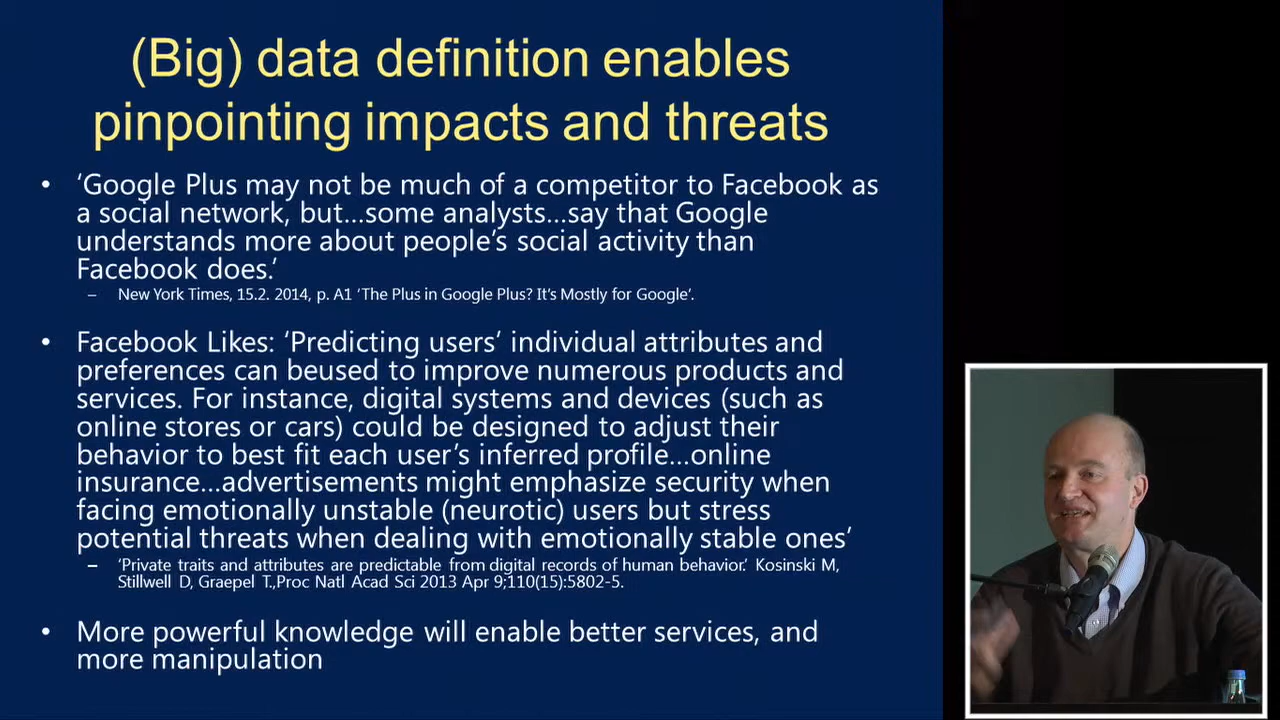 (Big) data definition enables
pinpointing impacts and threats
• ‘Google Plus may not be much of a competitor to Facebook as
a social network, but...some analysts...say that Google
understands more about people’s social activity than
Facebook does.’
– New York Times, 15.2. 2014, p. A1 ‘The Plus in Google Plus? It’s Mostly for Google’.
• Facebook Likes: ‘Predicting users’ individual attributes and
preferences can beused to improve numerous products and
services. For instance, digital systems and devices (such as
online stores or cars) could be designed to adjust their
behavior to best fit each user’s inferred profile...online
insurance...advertisements might emphasize security when
facing emotionally unstable (neurotic) users but stress
potential threats when dealing with emotionally stable ones’
– ‘Private traits and attributes are predictable from digital records of human behavior.’ Kosinski M,
Stillwell D, Graepel T.,Proc Natl Acad Sci 2013 Apr 9;110(15):5802-5.
• More powerful knowledge will enable better services, and
more manipulation